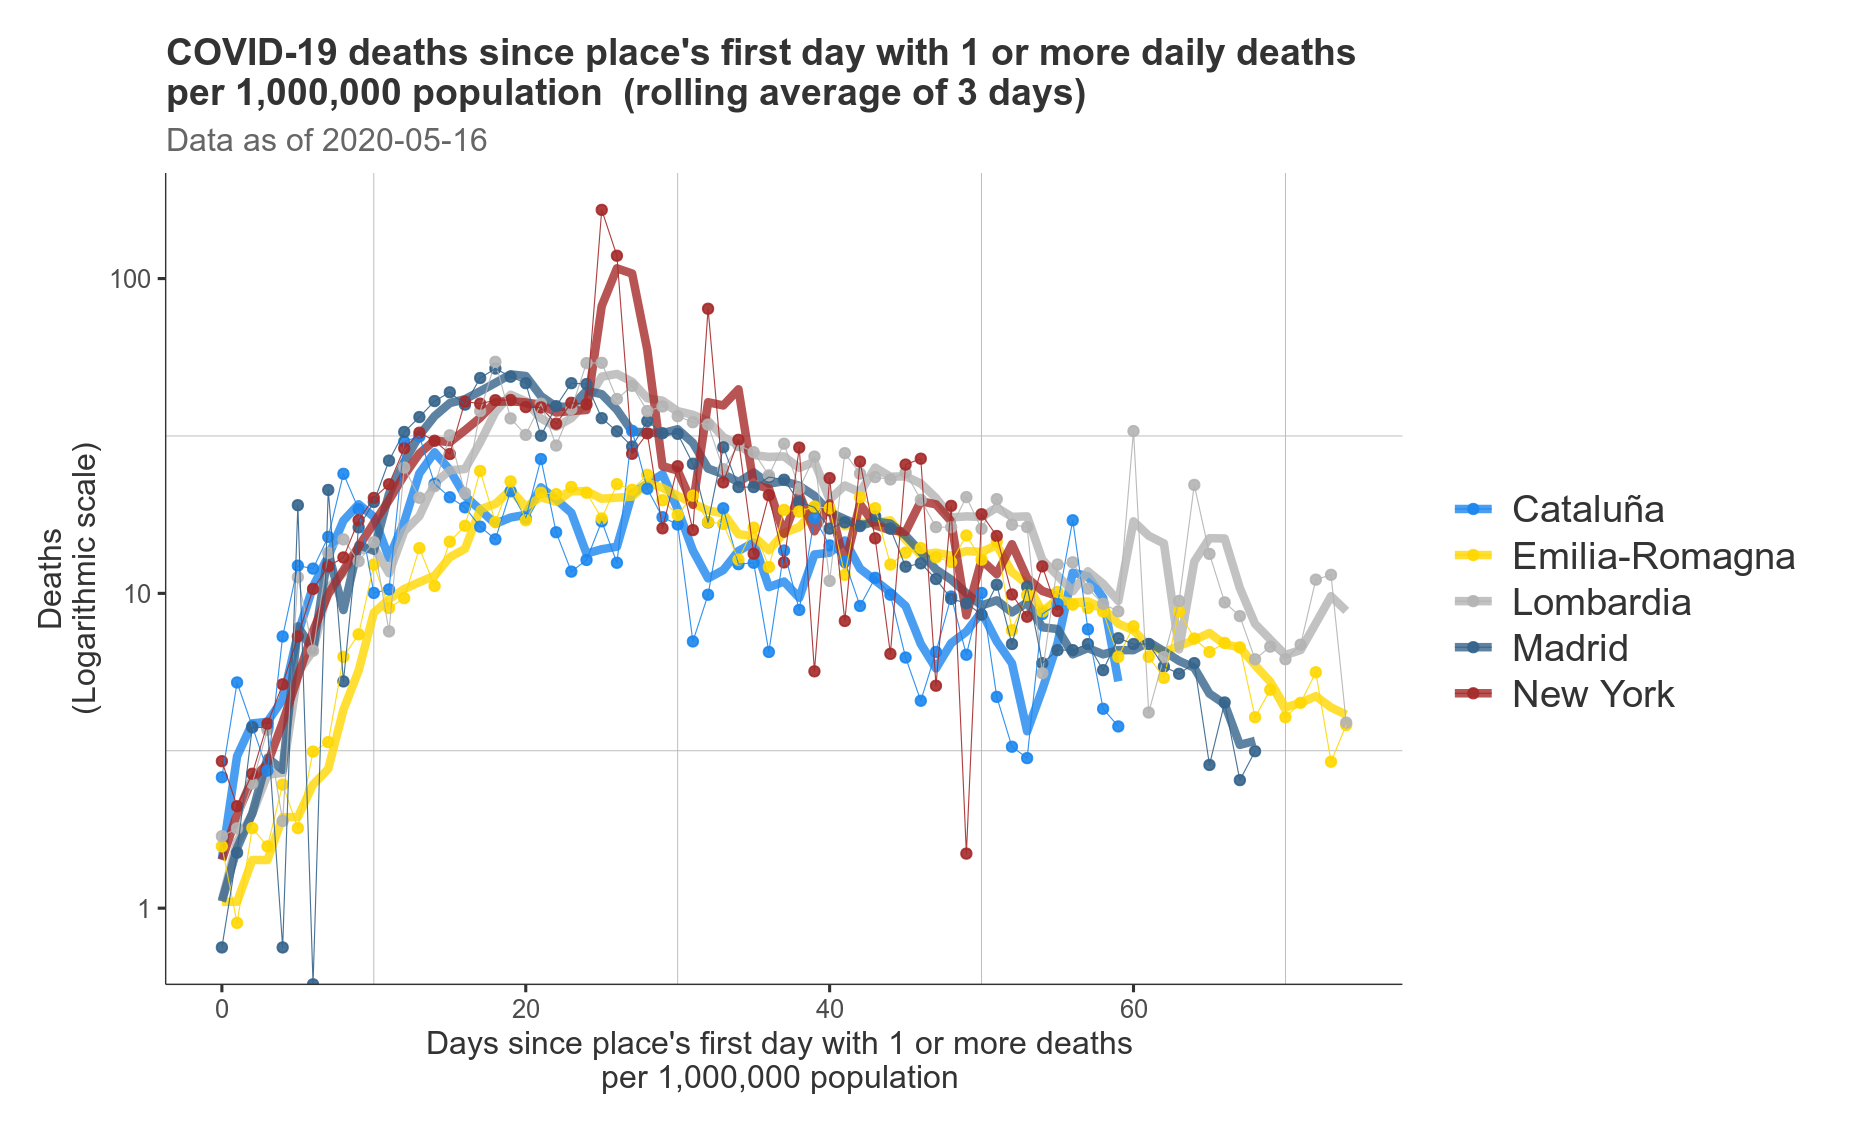 COVID-19 deaths since place's first day with 1 or more daily deaths
per 1,000,000 population  (rolling average of 3 days)
Data as of 2020-05-16
Deaths
(Logarithmic scale)
100
10
1
0
20
40
60
Days since place's first day with 1 or more deaths
per 1,000,000 population
Cataluña
Emilia-Romagna
Lombardia
Madrid
New York